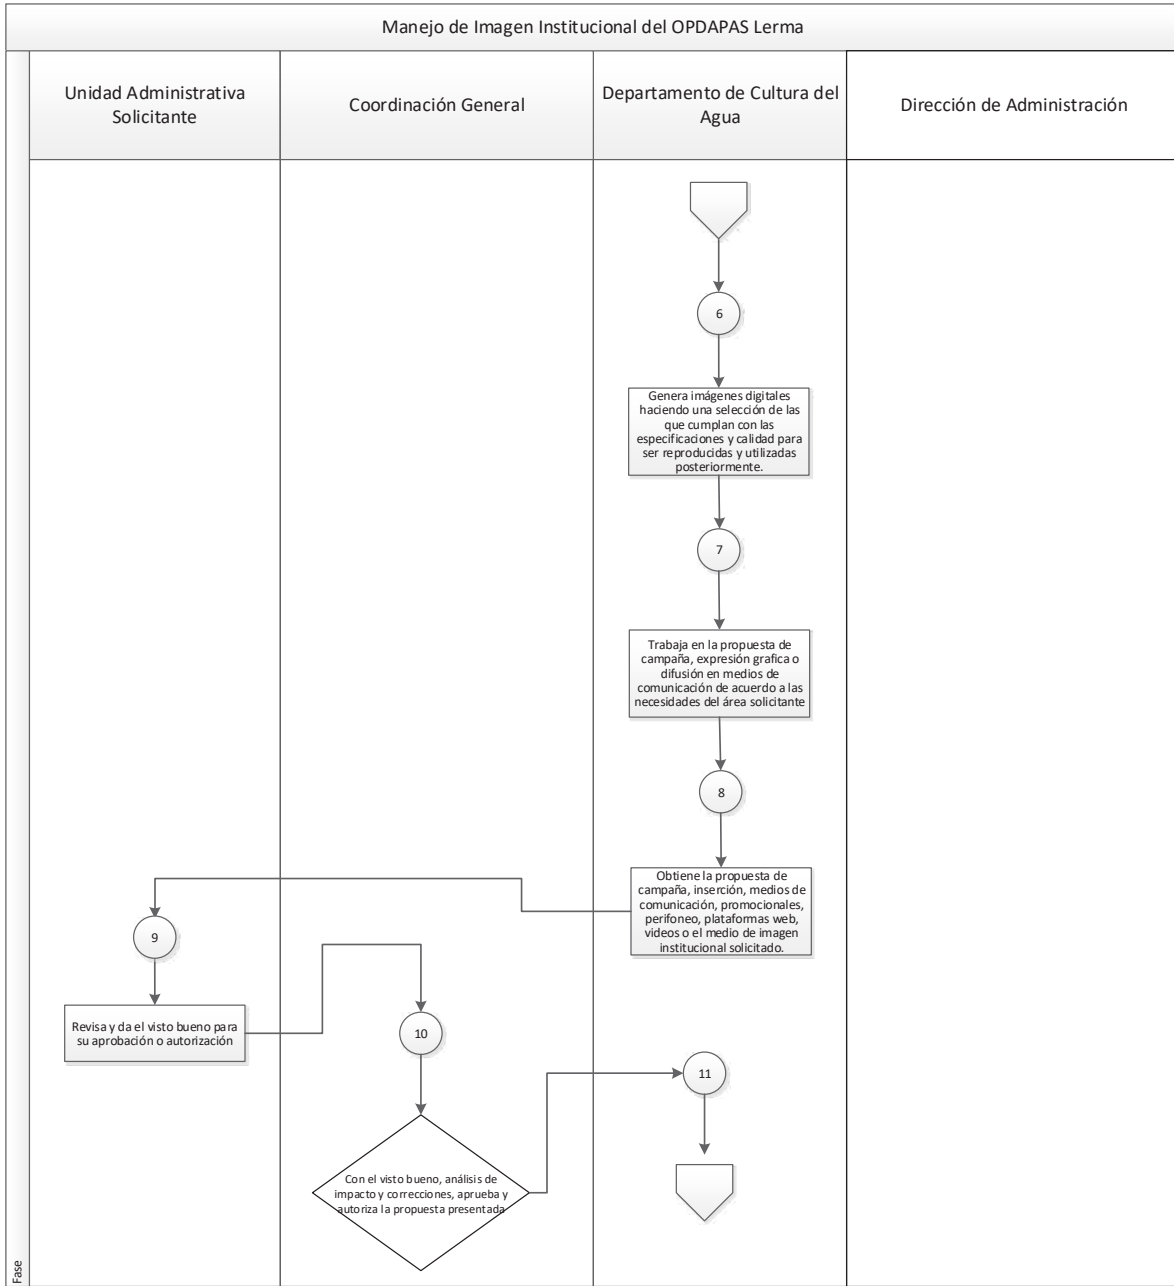 Manejo de Imagen Institucional del OPDAPAS Lerma
Unidad Administrativa
Solicitante
Coordinación General
Departamento de Cultura del
Agua
Dirección de Administración
6
Genera imágenes digitales
haciendo una selección de las
que cumplan con las
especificaciones y calidad para
ser reproducidas y utilizadas
posteriormente.
7
Trabaja en la propuesta de
campaña, expresión grafica o
difusión en medios de
comunicación de acuerdo a las
necesidades del área solicitante
8
Obtiene la propuesta de
campaña, inserción, medios de
comunicación, promocionales,
perifoneo, plataformas web,
videos o el medio de imagen
institucional solicitado.
9
Revisa y da el visto bueno para
su aprobación o autorización
10
Con el visto bueno, análisis de
impacto y correcciones, aprueba y
autoriza la propuesta presentada
11
Fase